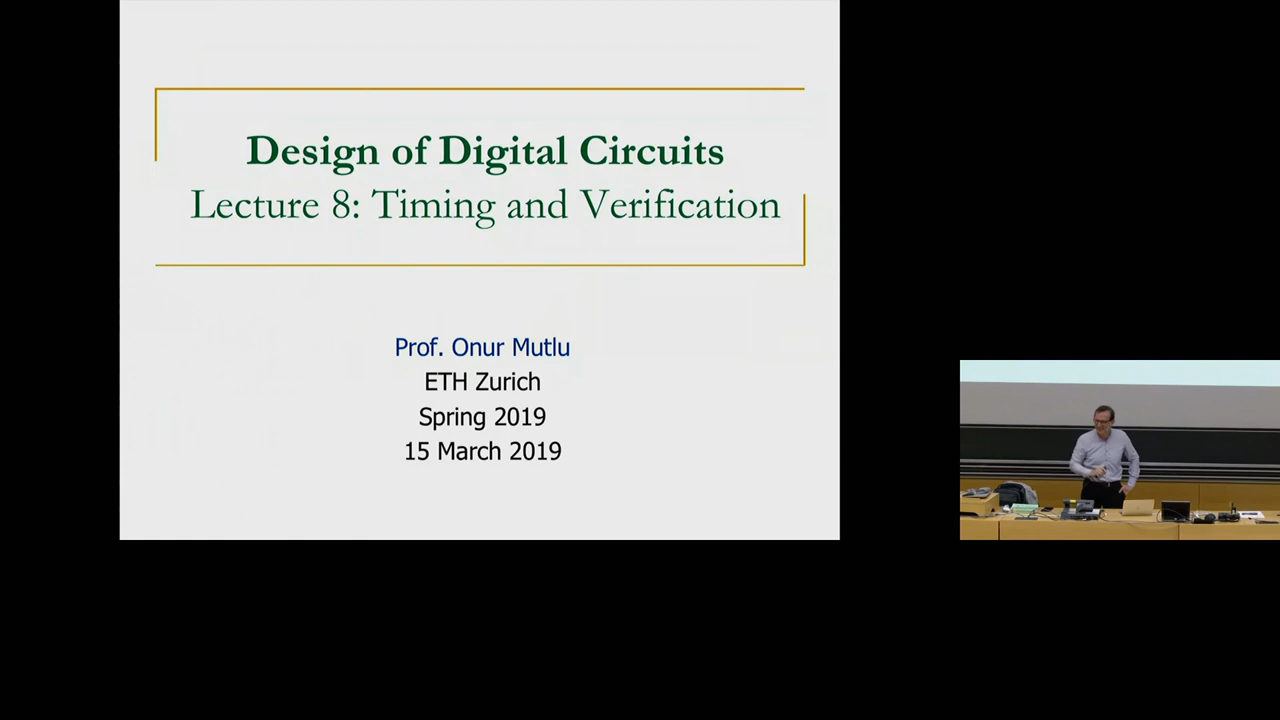 Design of Digital Circuits
Lecture 8: Timing and Verification
Prof. Onur Mutlu
ETH Zurich
Spring 2019
15 March 2019